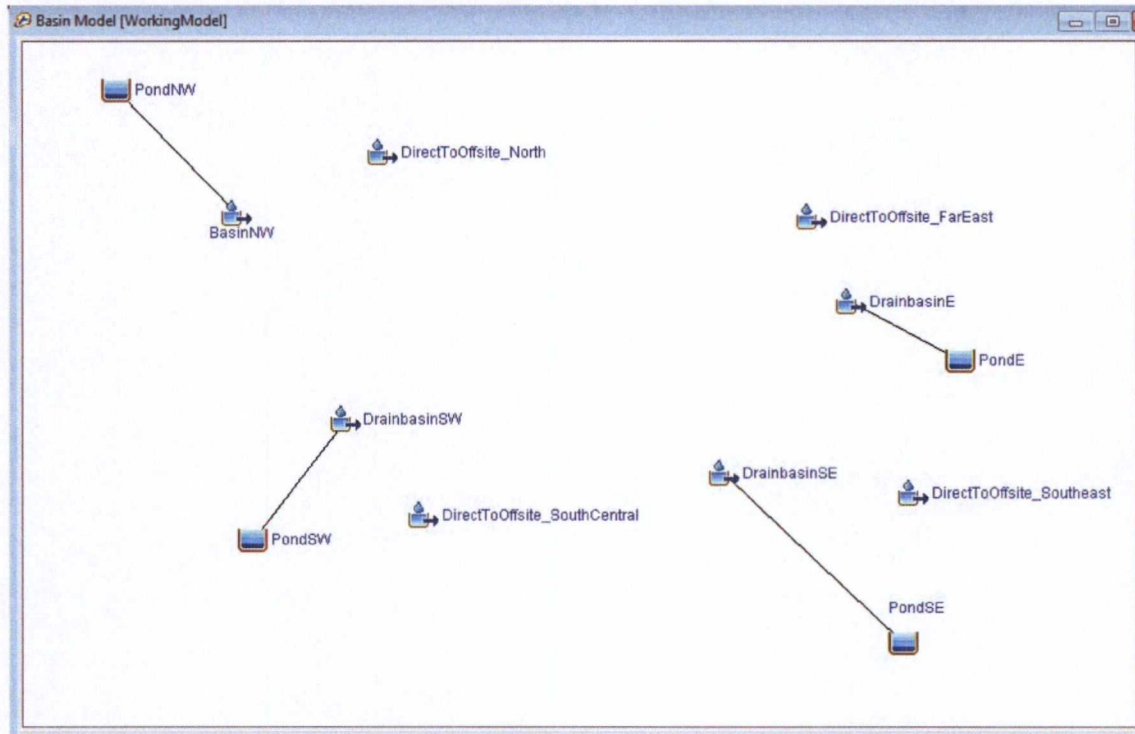 Basin Model [WorkingModel]
PondNW
DirectToOffsite_North
BasinNW
DirectToOffsite_FarEast
DrainbasinE
PondE
DrainbasinSW
DrainbasinSE
DirectToOffsite_Southeast
DirectToOffsite_SouthCentral
PondSW
PondSE